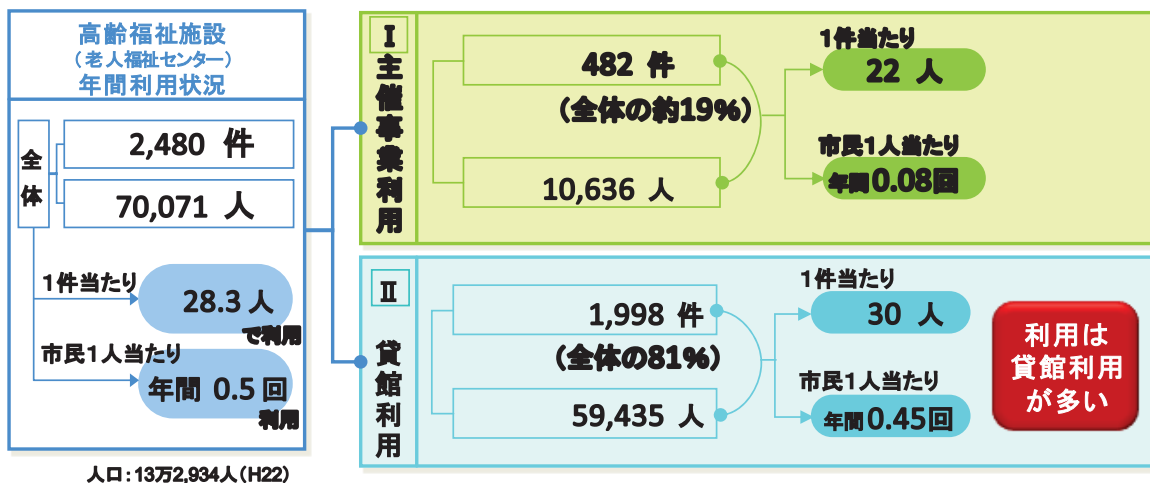 高齢福祉施設
（老人福祉センター）
年間利用状況
全体
2,480 件
70,071 人
1件当たり
28.3 人
で利用
市民1人当たり
年間 0.5 回
利用
人口：13万2,934人（H22）
Ⅰ
主催事業利用
482 件
（全体の約19%）
10,636 人
1件当たり
22 人
市民1人当たり
年間0.08回
Ⅱ
貸館利用
1,998 件
（全体の81%）
59,435 人
1件当たり
30 人
市民1人当たり
年間0.45回
利用は
貸館利用
が多い